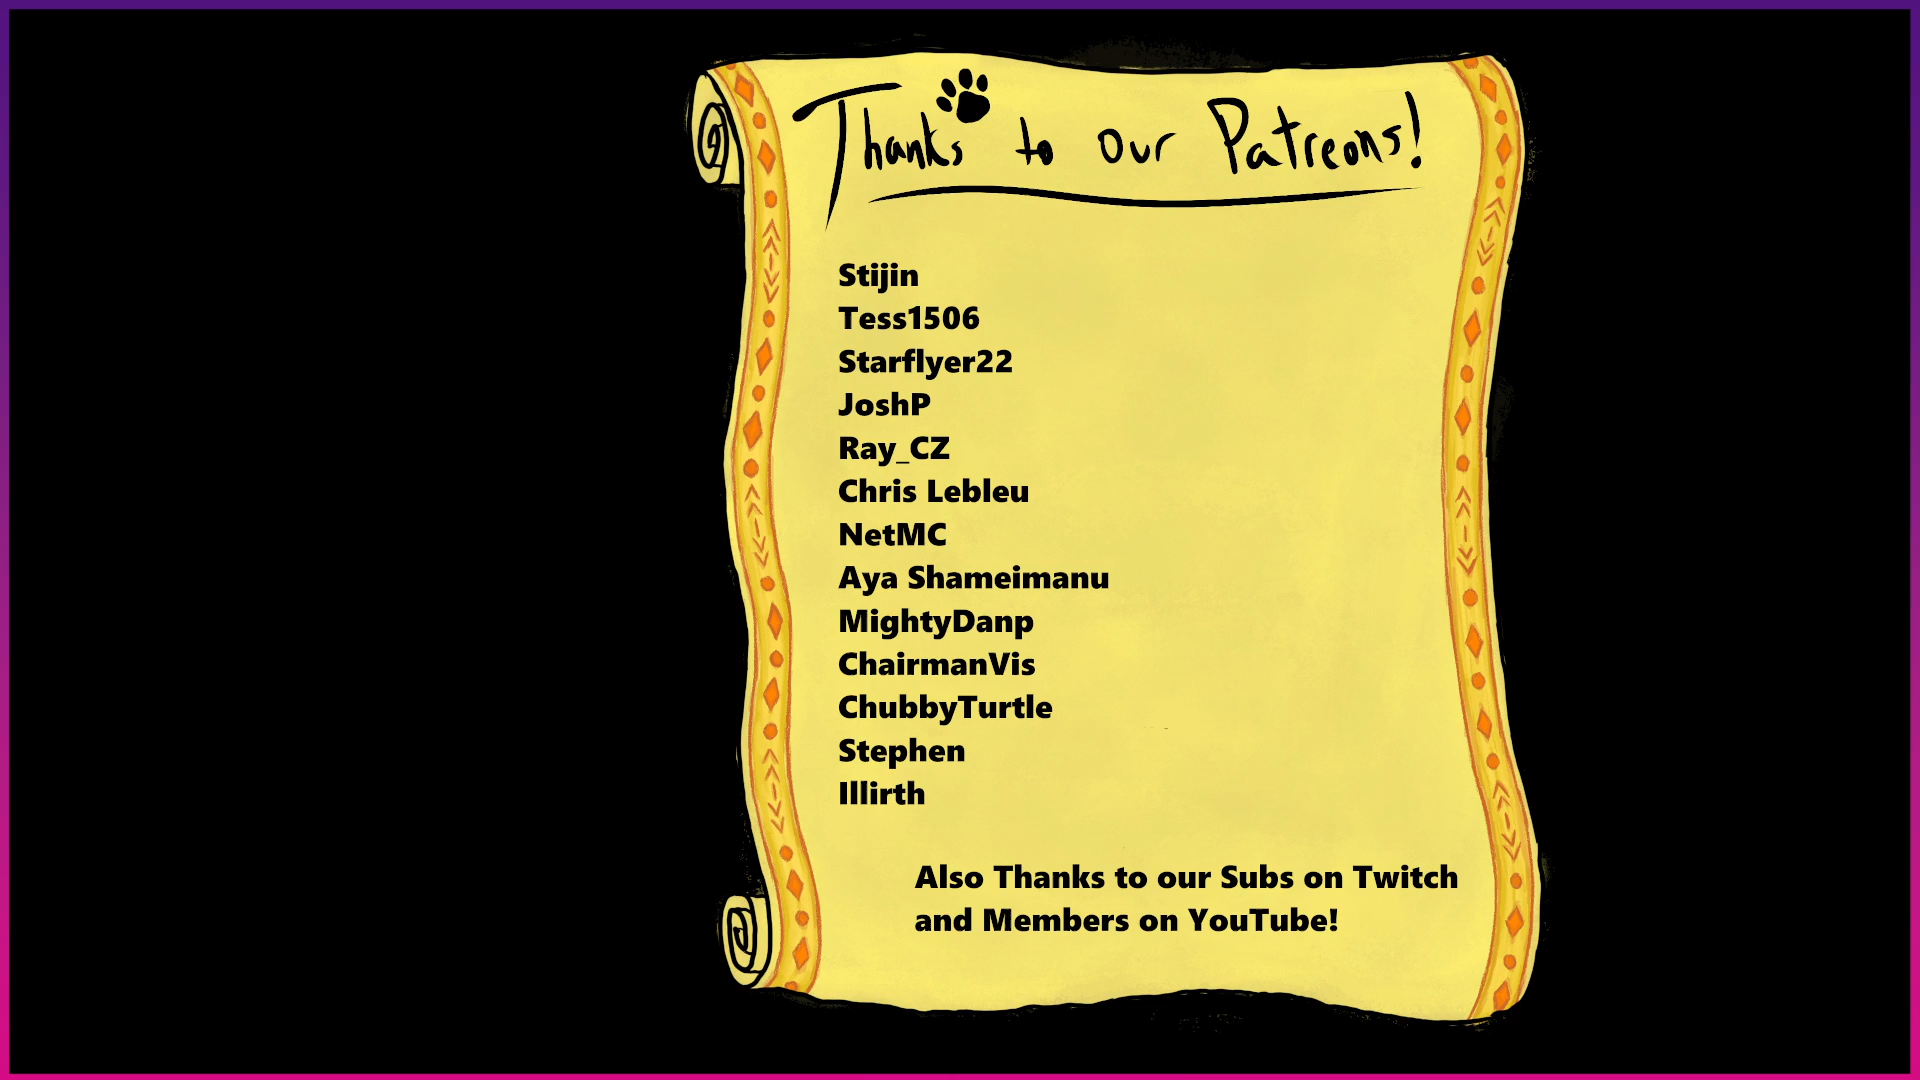 Thanks to our Patreons!
Stijin
Tess1506
Starflyer22
JoshP
Ray_CZ
Chris Lebleu
NetMC
Aya Shameimanu
MightyDanp
ChairmanVis
ChubbyTurtle
Stephen
Illirth
Also Thanks to our Subs on Twitch
and Members on YouTube!